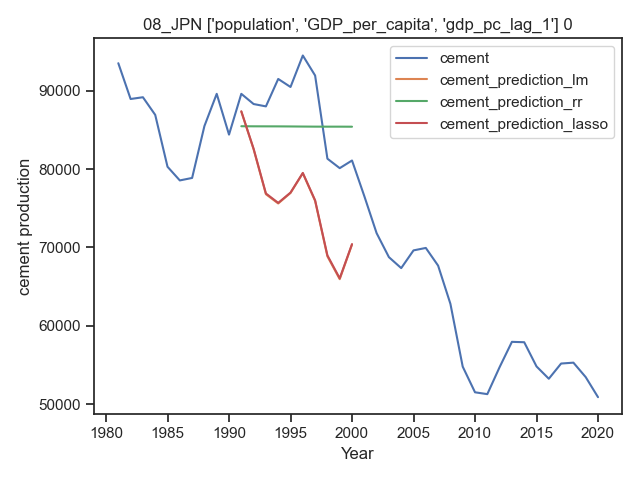 08_JPN ['population', 'GDP_per_capita', 'gdp_pc_lag_1'] 0
cement
cement_prediction_lm
cement_prediction_rr
cement_prediction_lasso
cement production
90000
80000
70000
60000
50000
1980 1985 1990 1995 2000 2005 2010 2015 2020
Year